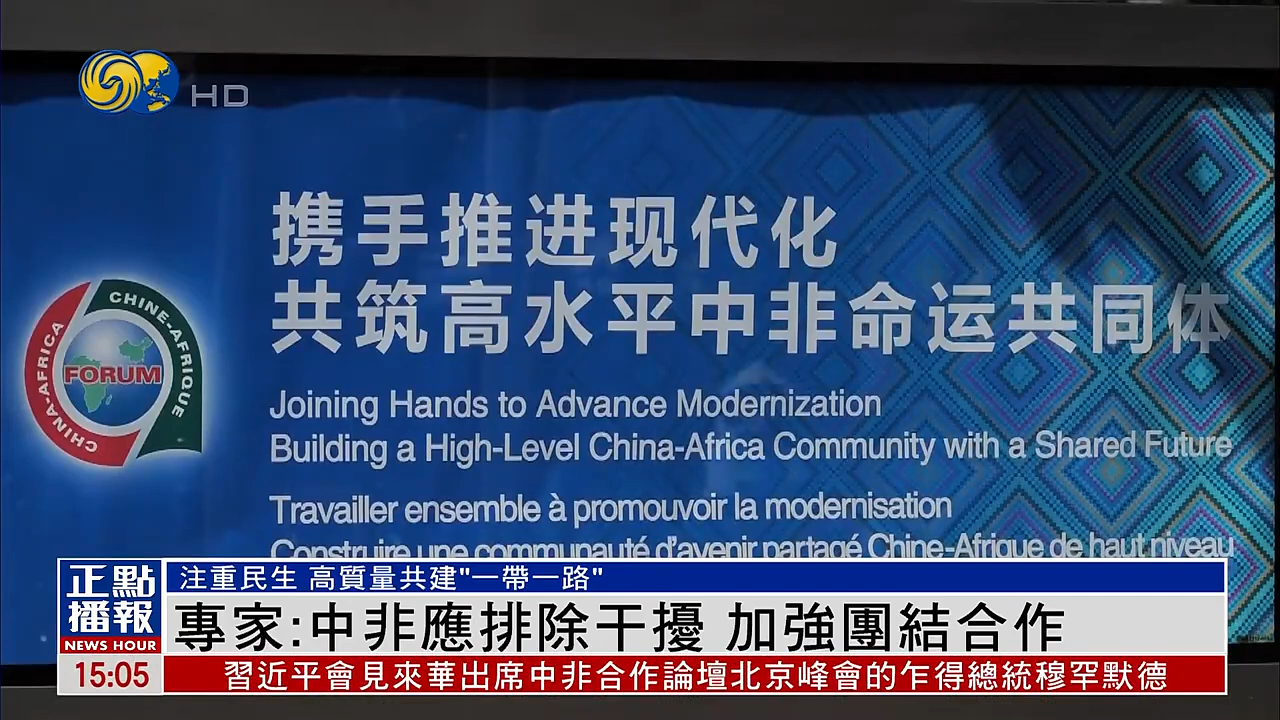 HD
携手推进现代化
共筑高水平中非命运共同体
CHINE-AFRIQUE
CHINA-AFRICA
FORUM
Joining Hands to Advance Modernization
Building a High-Level China-Africa Community with a Shared Future
Travailler ensemble à promouvoir la modernisation
Construire une communauté d'avenir partagé Chine-Afrique de haut niveau
正點
播報
NEWS HOUR
15:05
注重民生 高質量共建"一帶一路"
專家:中非應排除干擾 加強團結合作
習近平會見來華出席中非合作論壇北京峰會的乍得總統穆罕默德